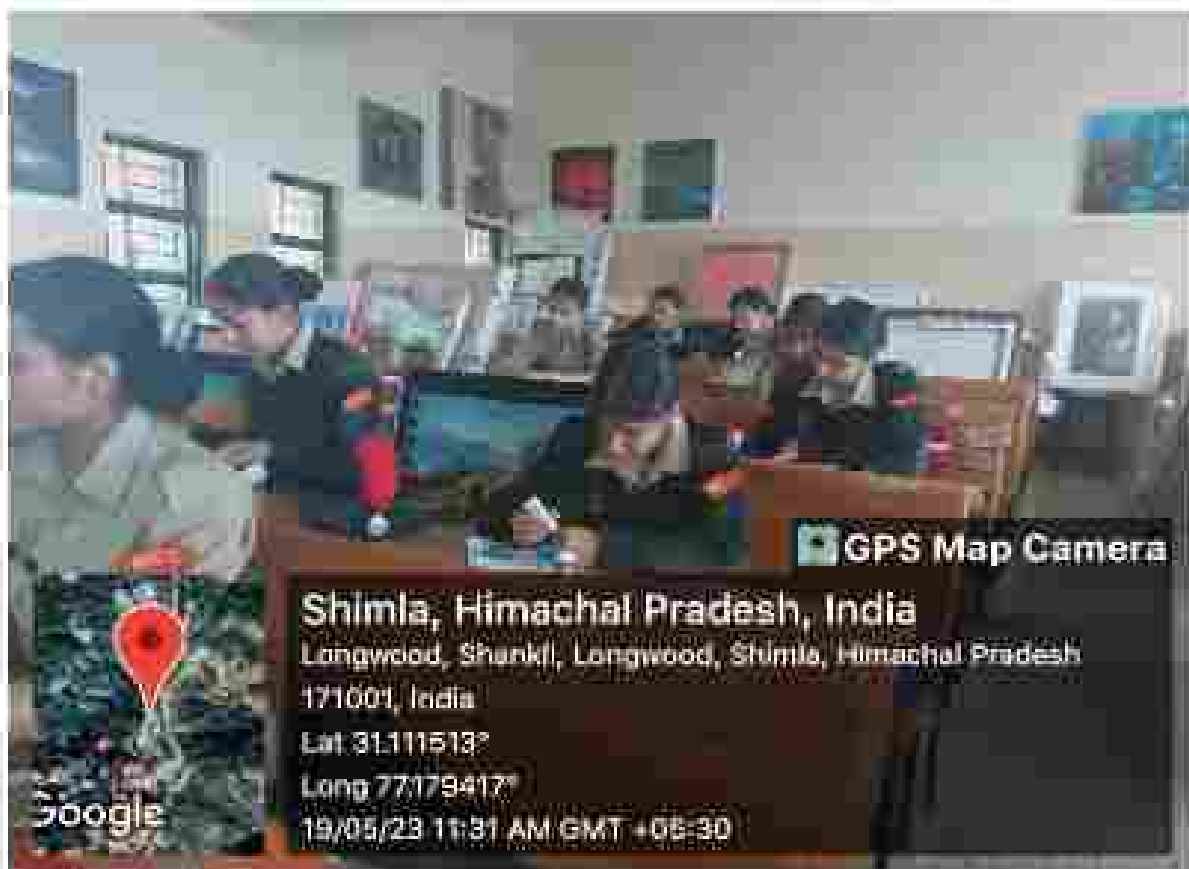 GPS Map Camera
Shimla, Himachal Pradesh, India
Longwood, Longwood, Shimla, Himachal Pradesh
171001, India
Lat 31.111513°
Long 77.179417°
19/05/23 11:31 AM GMT +05:30
Google